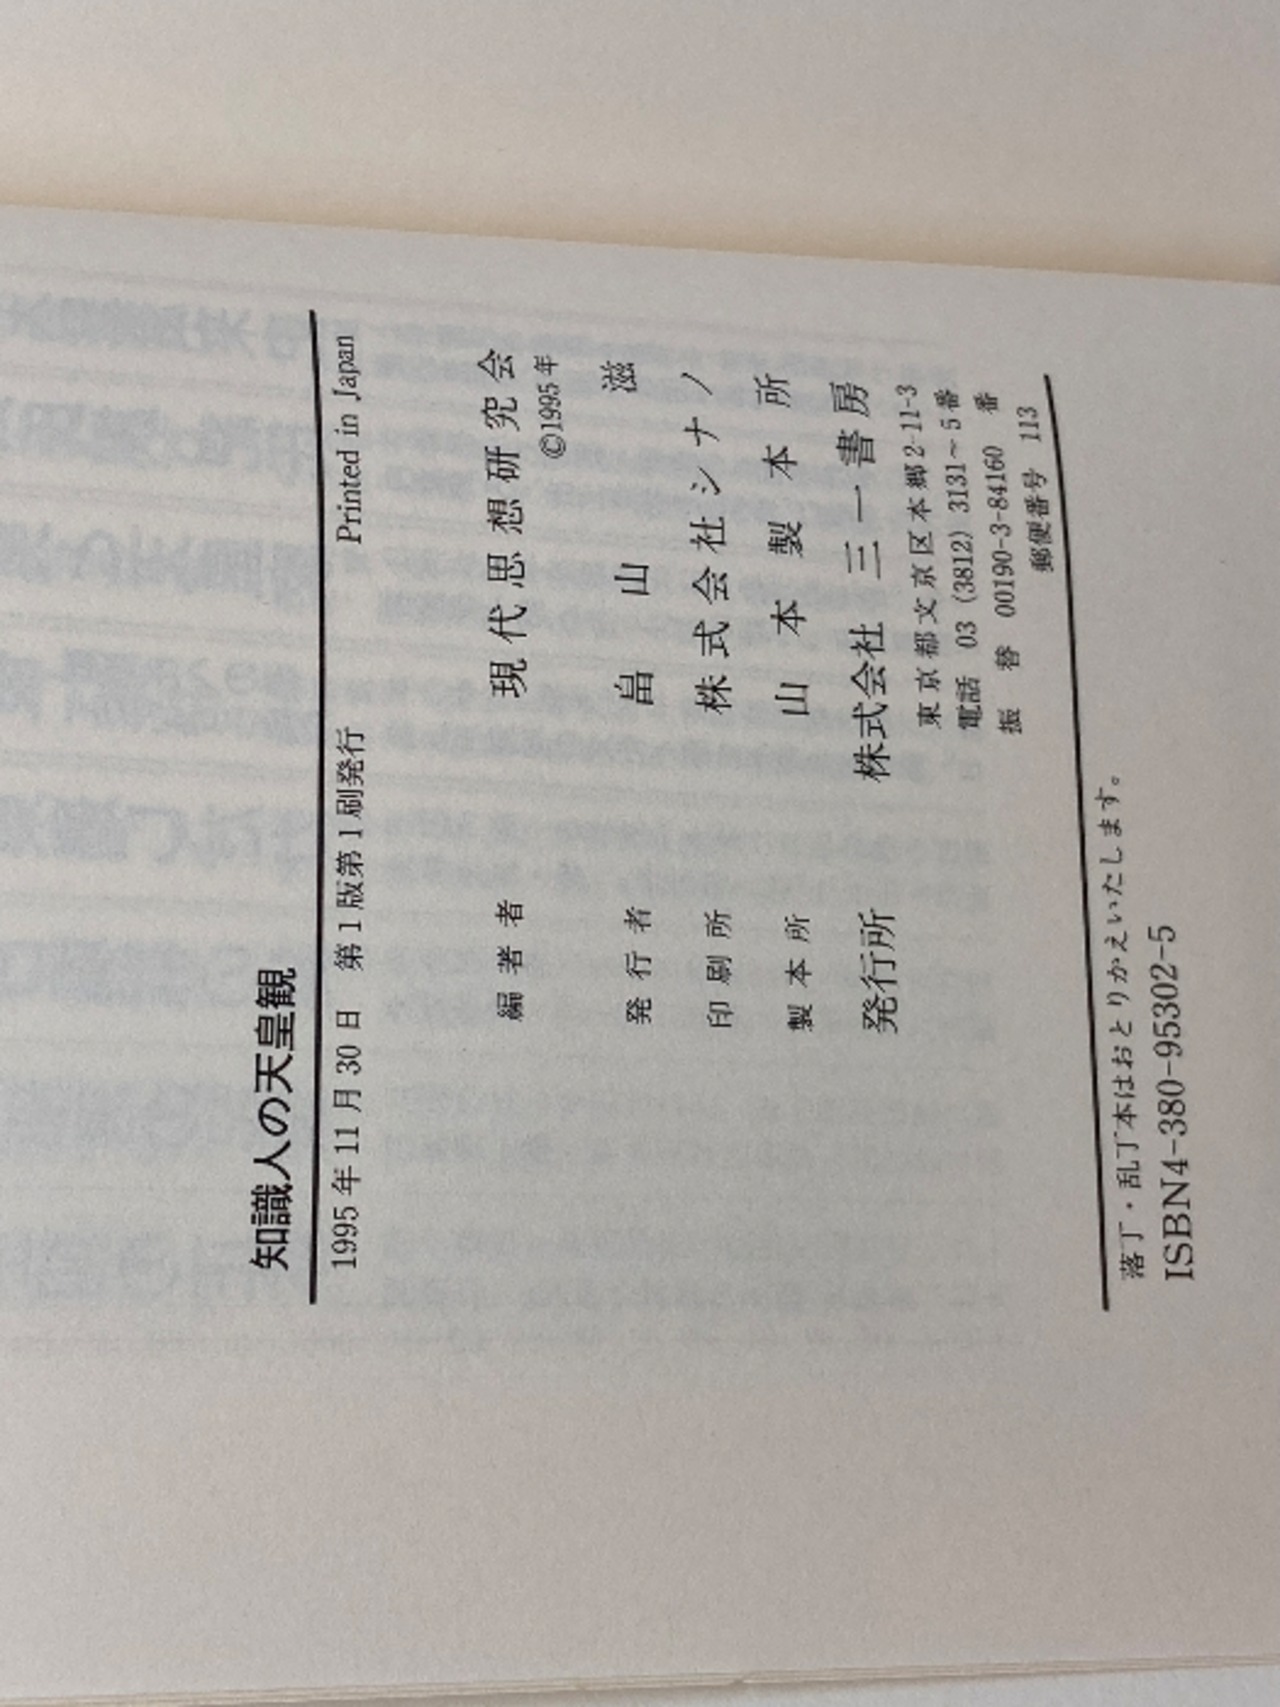 知識人の天皇観
1995年11月30日 第1版第1刷発行 Printed in Japan
編著者 現代思想研究会
©1995年
発行者 畠山滋
印刷所 株式会社シナノ
製本所 山本製本所
発行所 株式会社 三一書房
東京都文京区本郷2-11-3
電話 03 (3812) 3131~5番
振替 00190-3-84160 番
郵便番号 113
落丁・乱丁本はおとりかえいたします。
ISBN4-380-95302-5